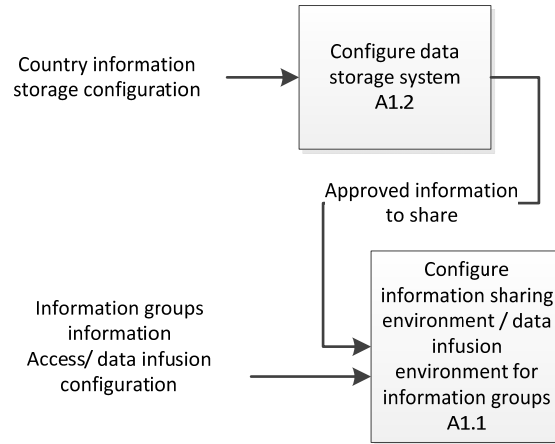 Country information
storage configuration
Configure data
storage system
A1.2
Approved information
to share
Information groups
information
Access/ data infusion
configuration
Configure
information sharing
environment / data
infusion
environment for
information groups
A1.1